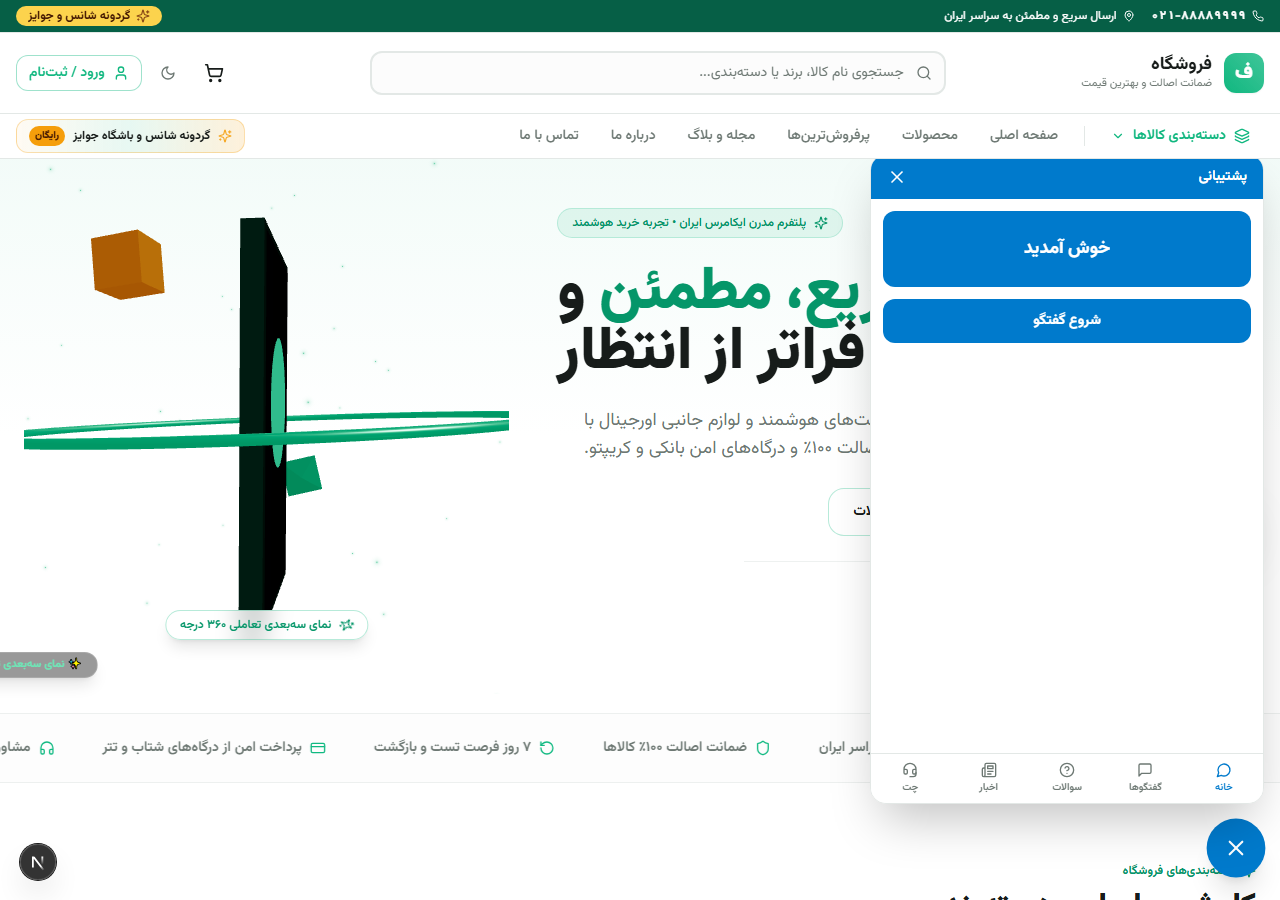 ۰۲۱-۸۸۸۸۹۹۹۹
ارسال سریع و مطمئن به سراسر ایران
گردونه شانس و جوایز
ف
فروشگاه
ضمانت اصالت و بهترین قیمت
جستجوی نام کالا، برند یا دسته‌بندی...
ورود / ثبت‌نام
دسته‌بندی کالاها
صفحه اصلی
محصولات
پرفروش‌ترین‌ها
مجله و بلاگ
درباره ما
تماس با ما
گردونه شانس و باشگاه جوایز
رایگان
پشتیبانی
خوش آمدید
شروع گفتگو
پلتفرم مدرن ایکامرس ایران • تجربه خرید هوشمند
مطمئن و
فراتر از انتظار
هوشمند و لوازم جانبی اورجینال با
۱۰۰٪ و درگاه‌های امن بانکی و کریپتو.
نمای سه‌بعدی تعاملی ۳۶۰ درجه
نمای سه‌بعدی
ایران
ضمانت اصالت ۱۰۰٪ کالاها
۷ روز فرصت تست و بازگشت
پرداخت امن از درگاه‌های شتاب و تتر
خانه
گفتگوها
سوالات
اخبار
چت
N
فروشگاه